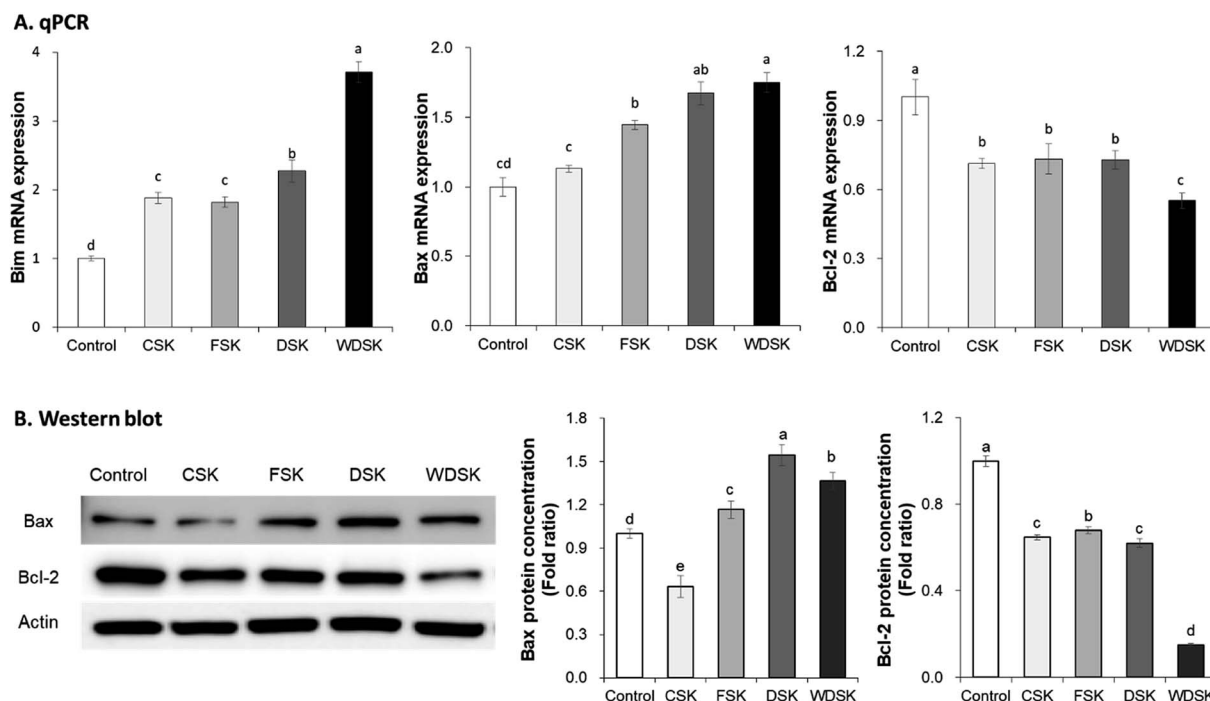 A. qPCR
Bim mRNA expression
4
3
2
1
0
d
c
c
b
a
Control CSK FSK DSK WDSK
Bax mRNA expression
2.0
1.5
1.0
0.5
0.0
cd
c
b
ab
a
Control CSK FSK DSK WDSK
Bcl-2 mRNA expression
1.2
0.9
0.6
0.3
0.0
a
b
b
b
c
Control CSK FSK DSK WDSK
B. Western blot
Control CSK FSK DSK WDSK
Bax
Bcl-2
Actin
Bax protein concentration
(Fold ratio)
1.8
1.5
1.2
0.9
0.6
0.3
0.0
d
e
c
a
b
Control CSK FSK DSK WDSK
Bcl-2 protein concentration
(Fold ratio)
1.2
0.9
0.6
0.3
0.0
a
c
b
c
d
Control CSK FSK DSK WDSK